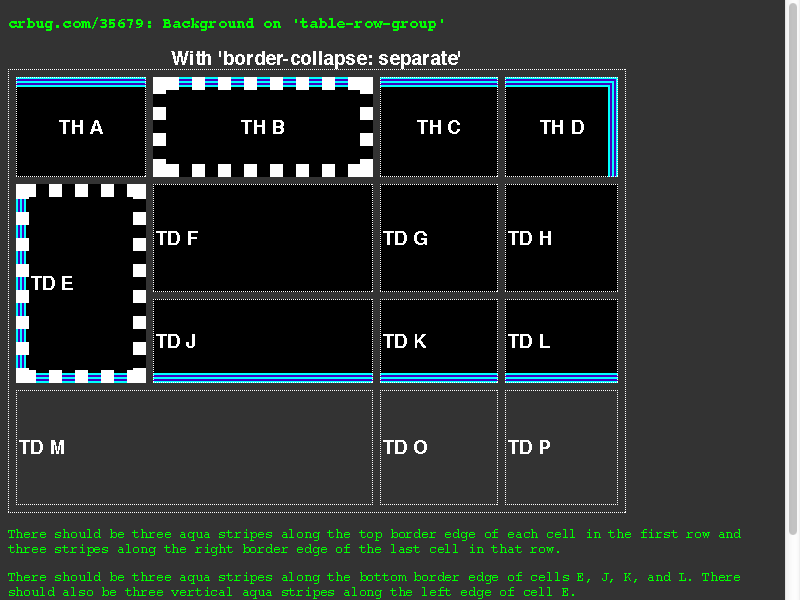 crbug.com/35679: Background on 'table-row-group'
With 'border-collapse: separate'
TH A TH B TH C TH D
TD F TD G TD H
TD E
TD J TD K TD L
TD M TD O TD P
There should be three aqua stripes along the top border edge of each cell in the first row and
three stripes along the right border edge of the last cell in that row.
There should be three aqua stripes along the bottom border edge of cells E, J, K, and L. There
should also be three vertical aqua stripes along the left edge of cell E.